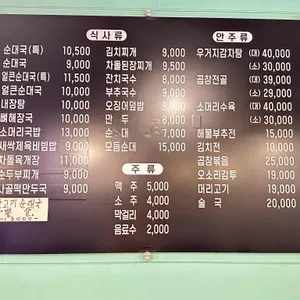 식사류
순대국(특) 10,500
순대국 9,000
얼큰순대국(특) 11,500
얼큰순대국 10,000
내장탕 10,000
뼈해장국 10,000
소머리국밥 13,000
새싹제육비빔밥 9,000
차돌육개장 11,000
순두부찌개 9,000
사골떡만두국 9,000
김치찌개 9,000
차돌된장찌개 9,500
잔치국수 8,000
부추국수 9,000
오징어덮밥 9,000
만두 8,000
순대 7,000
모듬순대 15,000
주류
맥주 5,000
소주 4,000
막걸리 4,000
음료수 2,000
안주류
우거지감자탕 (대) 40,000
(소) 30,000
곱창전골 (대) 39,000
(소) 29,000
소머리수육 (대) 40,000
(소) 30,000
해물부추전 15,000
김치전 10,000
곱창볶음 25,000
오소리감투 19,000
머리고기 19,000
술국 20,000